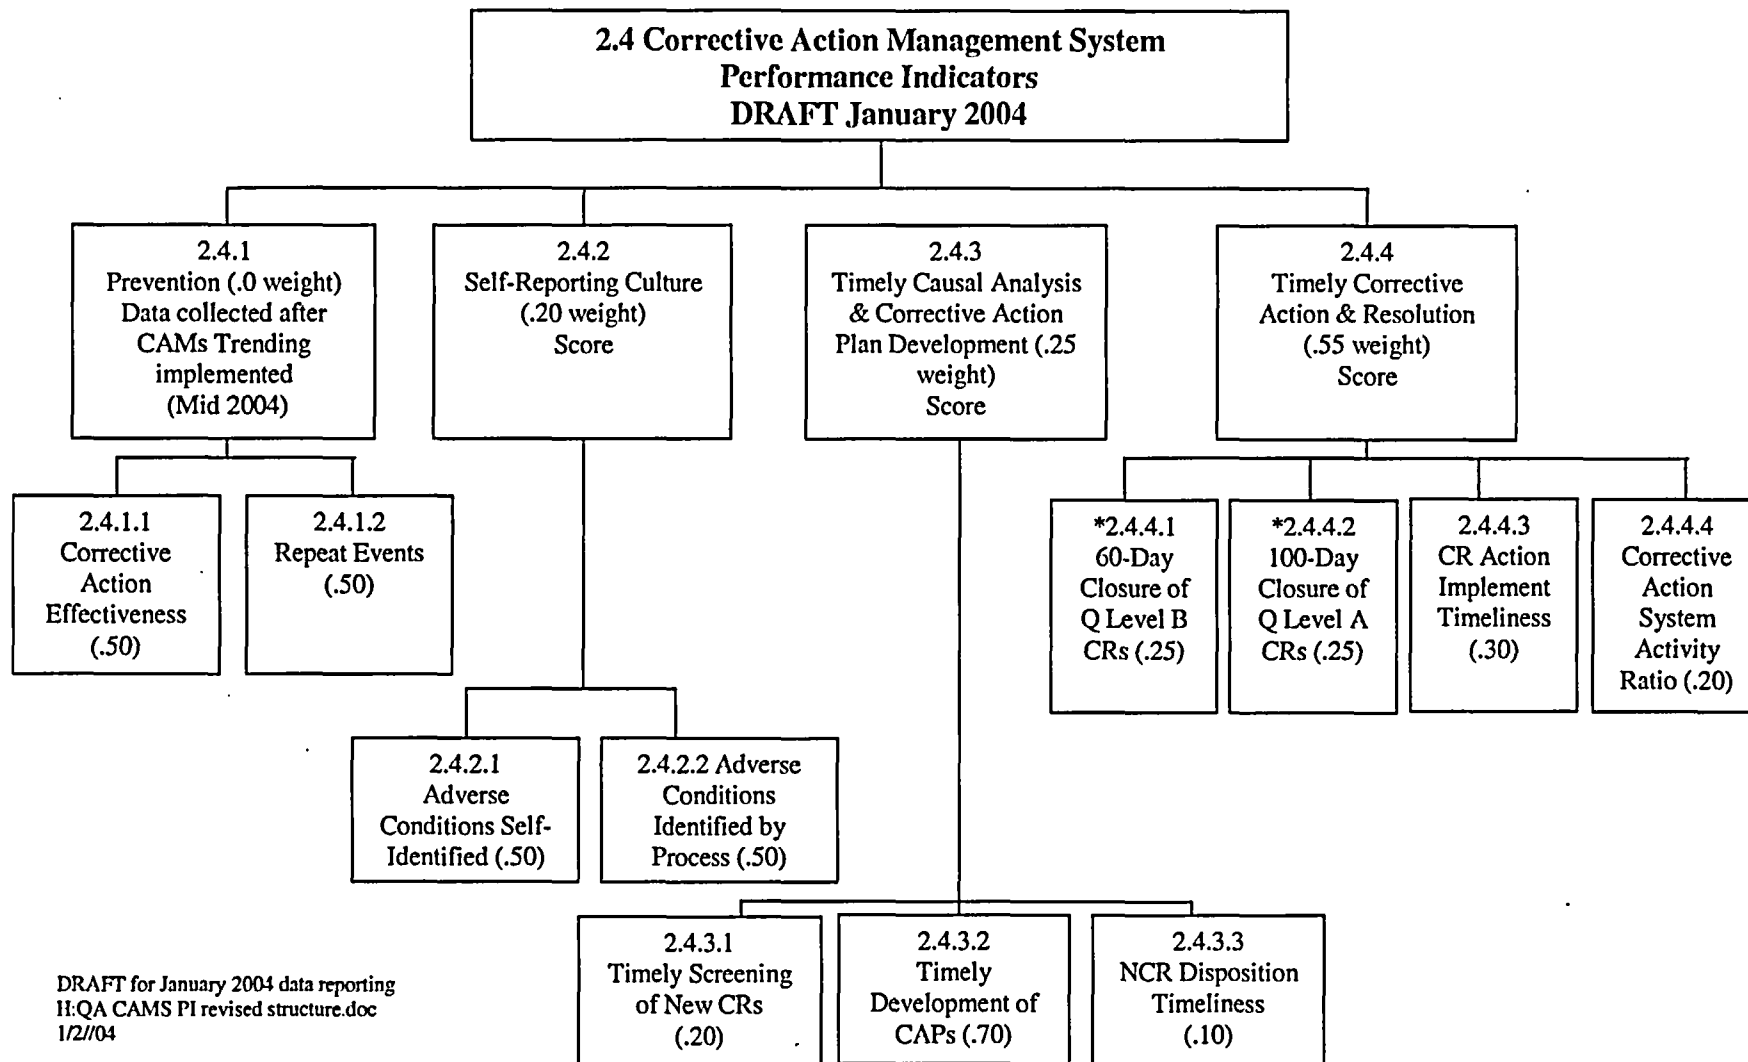 2.4 Corrective Action Management System
Performance Indicators
DRAFT January 2004
2.4.1
Prevention (.0 weight)
Data collected after
CAMs Trending
implemented
(Mid 2004)
2.4.2
Self-Reporting Culture
(.20 weight)
Score
2.4.3
Timely Causal Analysis
& Corrective Action
Plan Development (.25
weight)
Score
2.4.4
Timely Corrective
Action & Resolution
(.55 weight)
Score
2.4.1.1
Corrective
Action
Effectiveness
(.50)
2.4.1.2
Repeat Events
(.50)
*2.4.4.1
60-Day
Closure of
Q Level B
CRs (.25)
*2.4.4.2
100-Day
Closure of
Q Level A
CRs (.25)
2.4.4.3
CR Action
Implement
Timeliness
(.30)
2.4.4.4
Corrective
Action
System
Activity
Ratio (.20)
2.4.2.1
Adverse
Conditions Self-
Identified (.50)
2.4.2.2 Adverse
Conditions
Identified by
Process (.50)
2.4.3.1
Timely Screening
of New CRs
(.20)
2.4.3.2
Timely
Development of
CAPs (.70)
2.4.3.3
NCR Disposition
Timeliness
(.10)
DRAFT for January 2004 data reporting
H:QA CAMS PI revised structure.doc
1/2//04